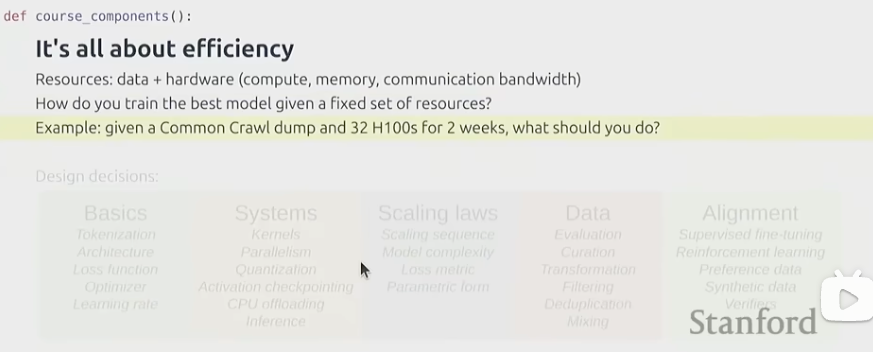 def course_components():
It's all about efficiency
Resources: data + hardware (compute, memory, communication bandwidth)
How do you train the best model given a fixed set of resources?
Example: given a Common Crawl dump and 32 H100s for 2 weeks, what should you do?
Design decisions:
Basics
Tokenization
Architecture
Loss function
Optimizer
Learning rate
Systems
Kernels
Parallelism
Quantization
Activation checkpointing
CPU offloading
Inference
Scaling laws
Scaling sequence
Model complexity
Loss metric
Parametric form
Data
Evaluation
Curation
Transformation
Filtering
Deduplication
Mixing
Alignment
Supervised fine-tuning
Reinforcement learning
Preference data
Synthetic data
Verifiers
Stanford